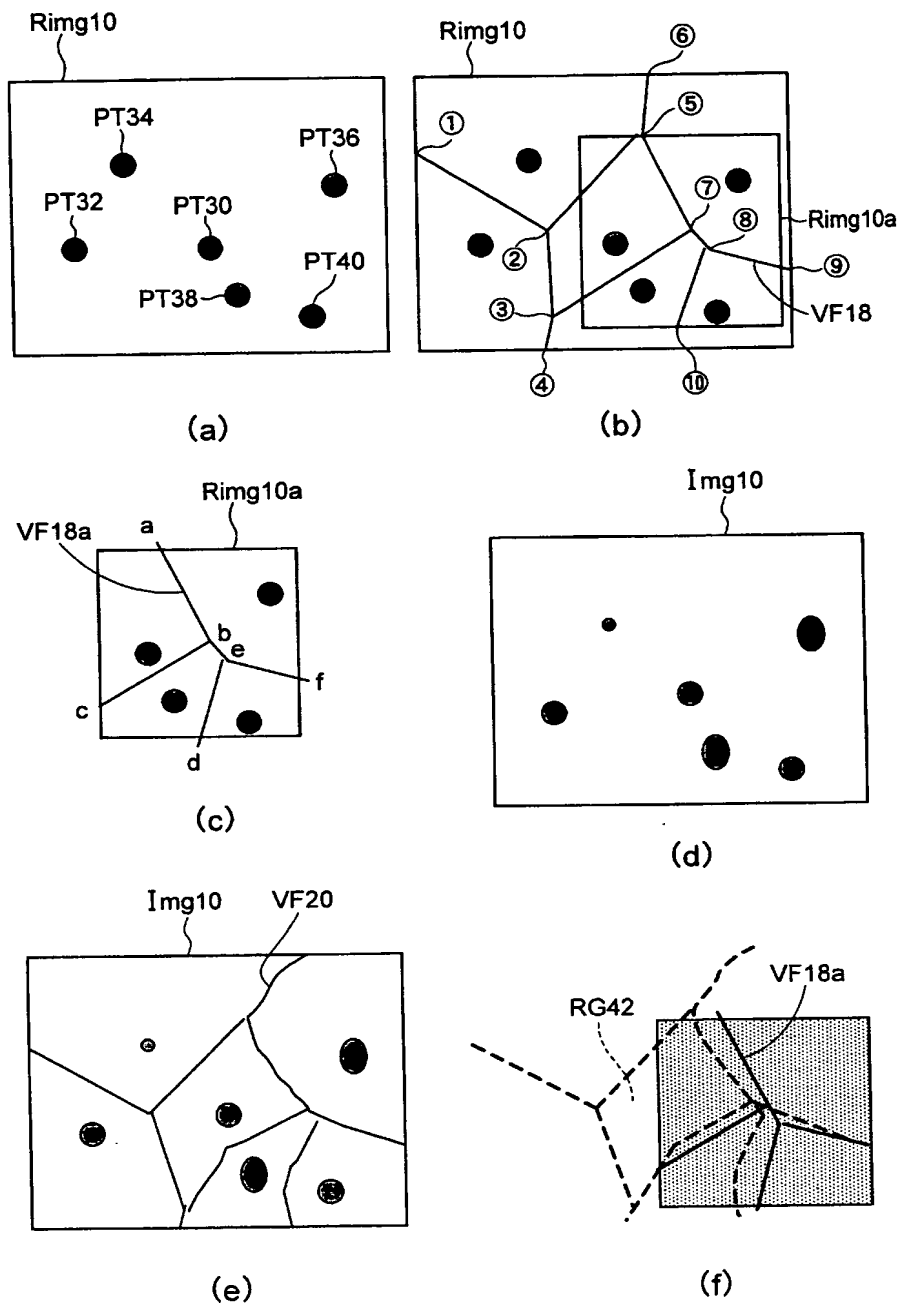 Rimg10
PT34
PT36
PT32
PT30
PT40
PT38
(a)
Rimg10
⑥
①
⑤
⑦
⑧
Rimg10a
②
⑨
③
VF18
④
⑩
(b)
Rimg10a
VF18a
a
b
e
f
c
d
(c)
Img10
(d)
Img10
VF20
(e)
VF18a
RG42
(f)